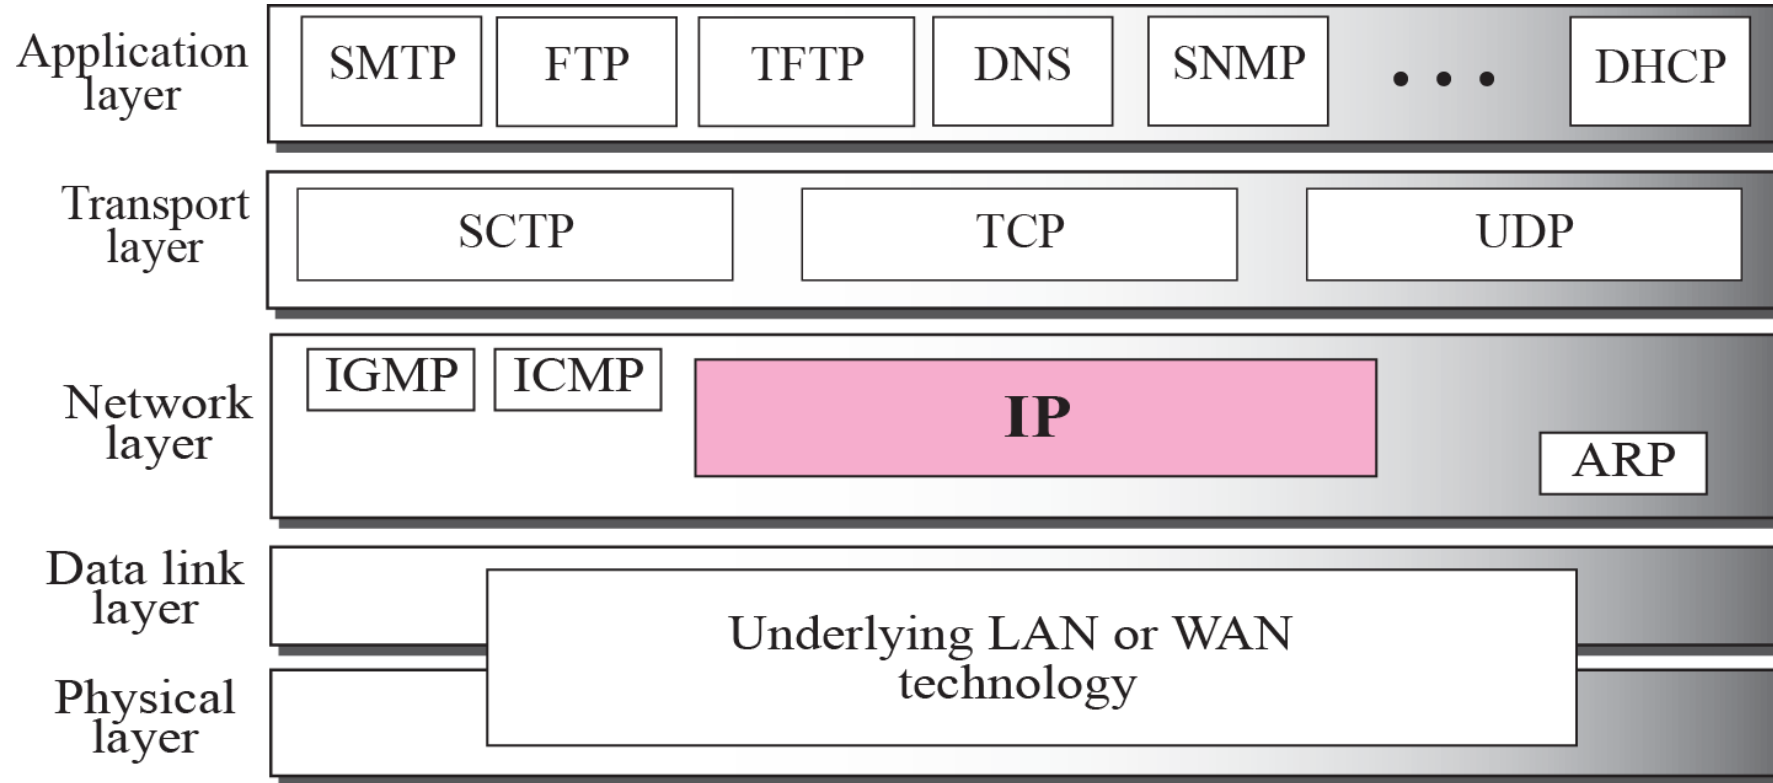 Application
layer
SMTP
FTP
TFTP
DNS
SNMP
• • •
DHCP
Transport
layer
SCTP
TCP
UDP
Network
layer
IGMP
ICMP
IP
ARP
Data link
layer
Underlying LAN or WAN
technology
Physical
layer